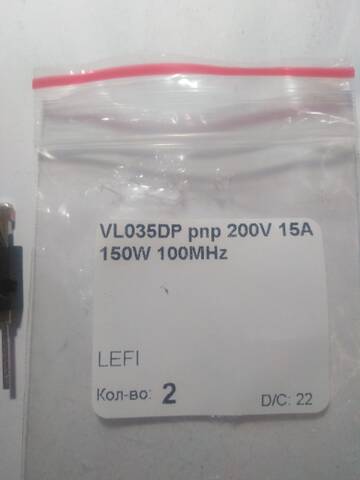 VL035DP pnp 200V 15A
150W 100MHz
LEFI
Кол-во: 2
D/C: 22